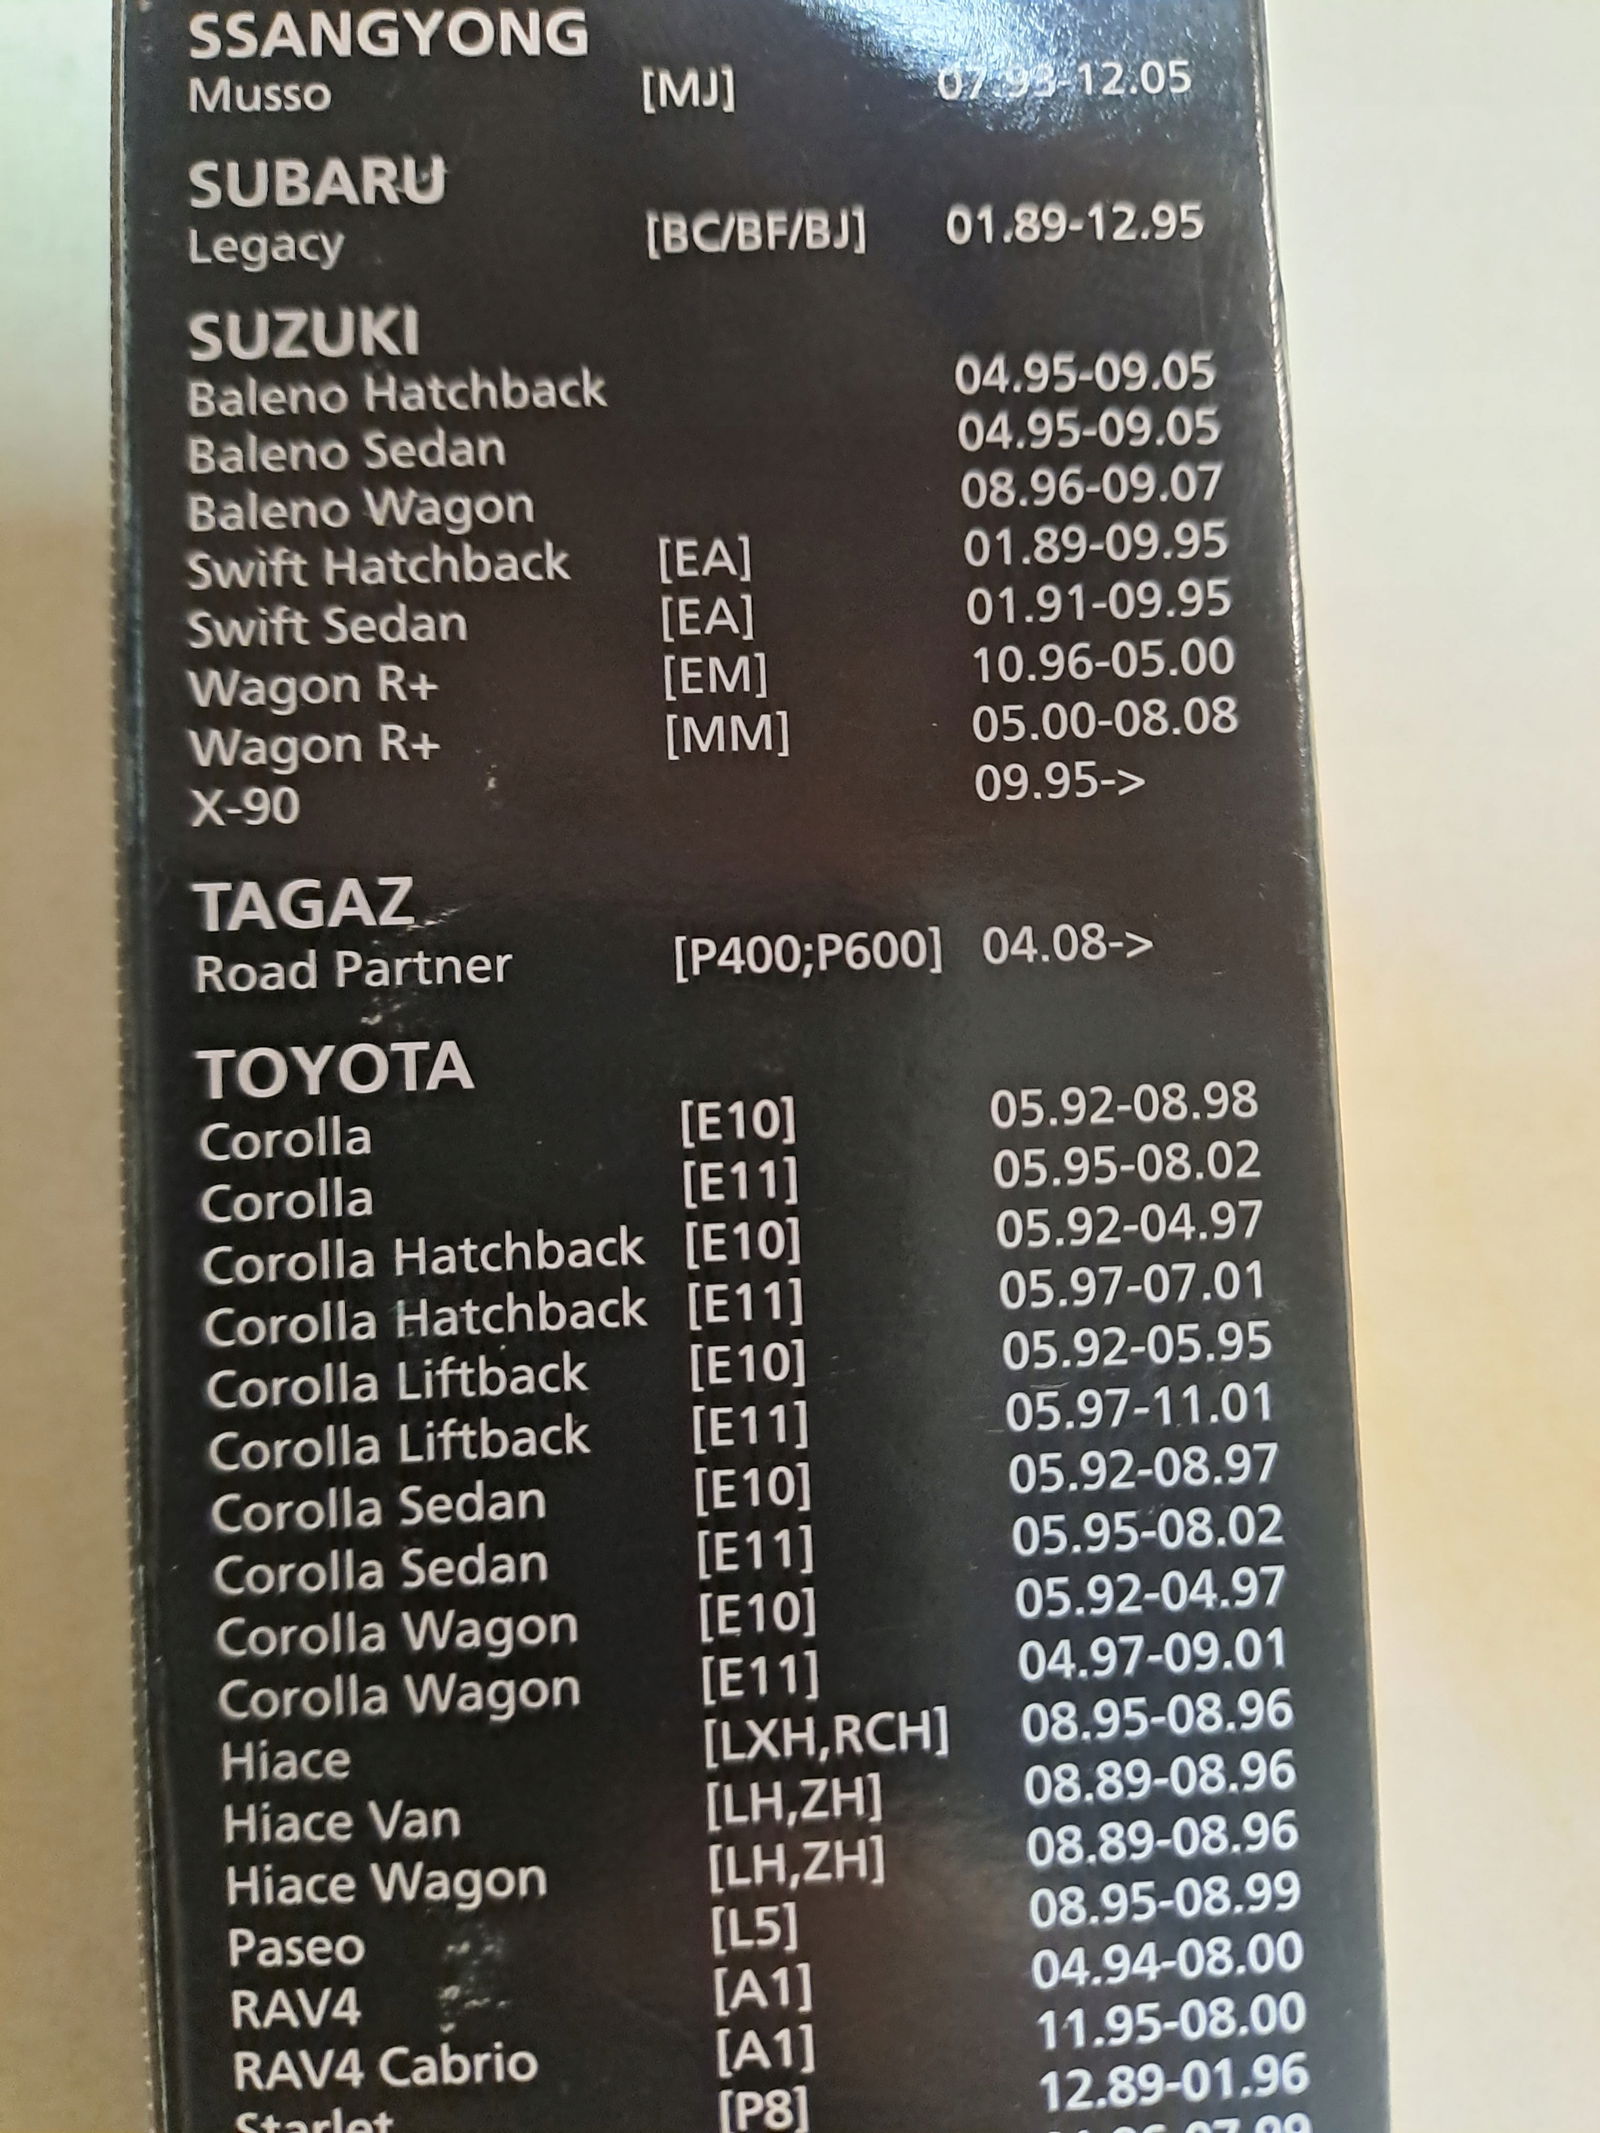 SSANGYONG
Musso [MJ] 07.93-12.05
SUBARU
Legacy [BC/BF/BJ] 01.89-12.95
SUZUKI
Baleno Hatchback 04.95-09.05
Baleno Sedan 04.95-09.05
Baleno Wagon 08.96-09.07
Swift Hatchback [EA] 01.89-09.95
Swift Sedan [EA] 01.91-09.95
Wagon R+ [EM] 10.96-05.00
Wagon R+ [MM] 05.00-08.08
X-90 09.95->
TAGAZ
Road Partner [P400;P600] 04.08->
TOYOTA
Corolla [E10] 05.92-08.98
Corolla [E11] 05.95-08.02
Corolla Hatchback [E10] 05.92-04.97
Corolla Hatchback [E11] 05.97-07.01
Corolla Liftback [E10] 05.92-05.95
Corolla Liftback [E11] 05.97-11.01
Corolla Sedan [E10] 05.92-08.97
Corolla Sedan [E11] 05.95-08.02
Corolla Wagon [E10] 05.92-04.97
Corolla Wagon [E11] 04.97-09.01
Hiace [LXH,RCH] 08.95-08.96
Hiace Van [LH,ZH] 08.89-08.96
Hiace Wagon [LH,ZH] 08.89-08.96
Paseo [L5] 08.95-08.99
RAV4 [A1] 04.94-08.00
RAV4 Cabrio [A1] 11.95-08.00
Starlet [P8] 12.89-01.96